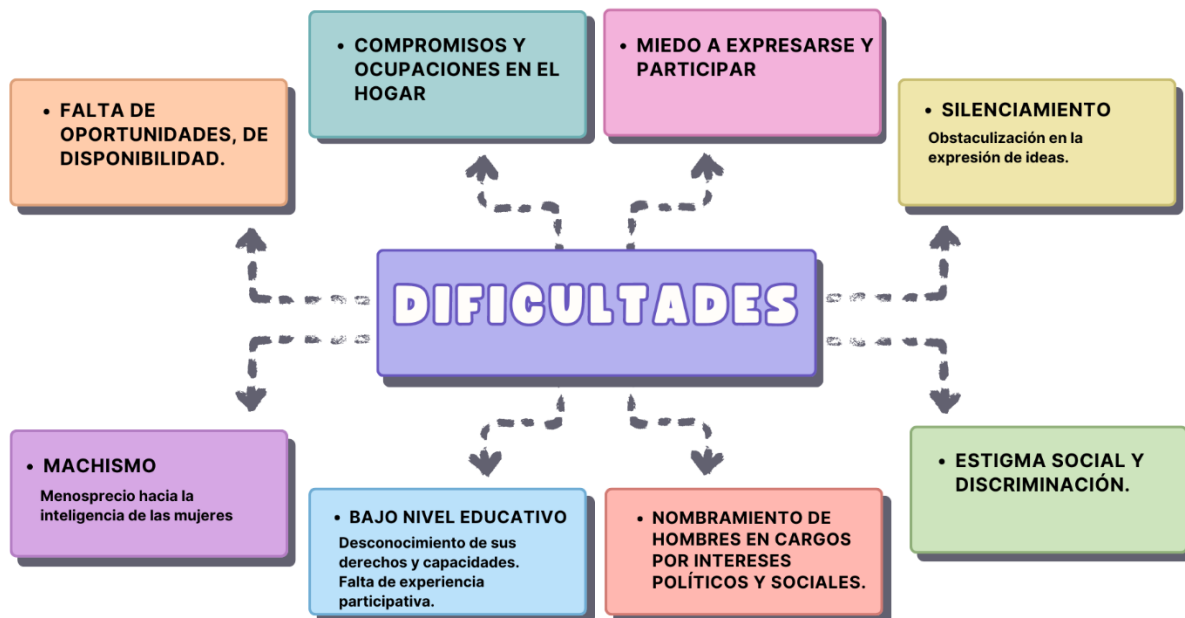 • COMPROMISOS Y
OCUPACIONES EN EL
HOGAR
• MIEDO A EXPRESARSE Y
PARTICIPAR
• FALTA DE
OPORTUNIDADES, DE
DISPONIBILIDAD.
• SILENCIAMIENTO
Obstaculización en la
expresión de ideas.
DIFICULTADES
• MACHISMO
Menosprecio hacia la
inteligencia de las mujeres
• BAJO NIVEL EDUCATIVO
Desconocimiento de sus
derechos y capacidades.
Falta de experiencia
participativa.
• NOMBRAMIENTO DE
HOMBRES EN CARGOS
POR INTERESES
POLÍTICOS Y SOCIALES.
• ESTIGMA SOCIAL Y
DISCRIMINACIÓN.